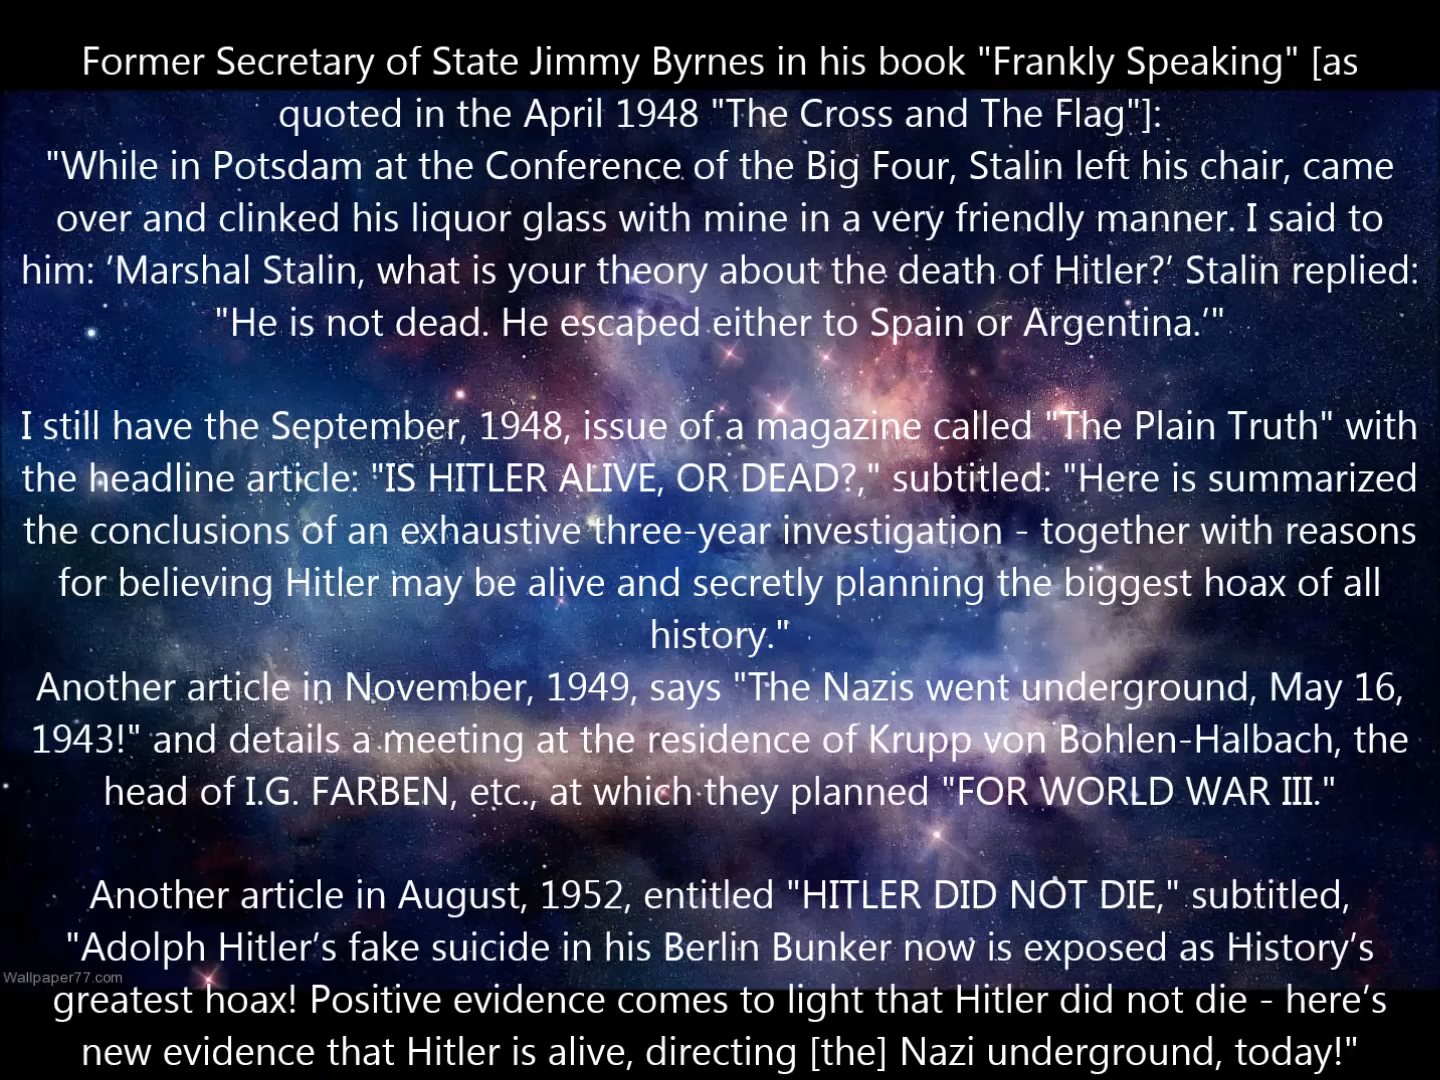 Former Secretary of State Jimmy Byrnes in his book "Frankly Speaking" [as
quoted in the April 1948 "The Cross and The Flag"]:
"While in Potsdam at the Conference of the Big Four, Stalin left his chair, came
over and clinked his liquor glass with mine in a very friendly manner. I said to
him: ’Marshal Stalin, what is your theory about the death of Hitler?’ Stalin replied:
"He is not dead. He escaped either to Spain or Argentina.’"
I still have the September, 1948, issue of a magazine called "The Plain Truth" with
the headline article: "IS HITLER ALIVE, OR DEAD?," subtitled: "Here is summarized
the conclusions of an exhaustive three-year investigation - together with reasons
for believing Hitler may be alive and secretly planning the biggest hoax of all
history."
Another article in November, 1949, says "The Nazis went underground, May 16,
1943!" and details a meeting at the residence of Krupp von Bohlen-Halbach, the
head of I.G. FARBEN, etc., at which they planned "FOR WORLD WAR III."
Another article in August, 1952, entitled "HITLER DID NOT DIE," subtitled,
"Adolph Hitler’s fake suicide in his Berlin Bunker now is exposed as History’s
Wallpaper77.com
greatest hoax! Positive evidence comes to light that Hitler did not die - here’s
new evidence that Hitler is alive, directing [the] Nazi underground, today!"